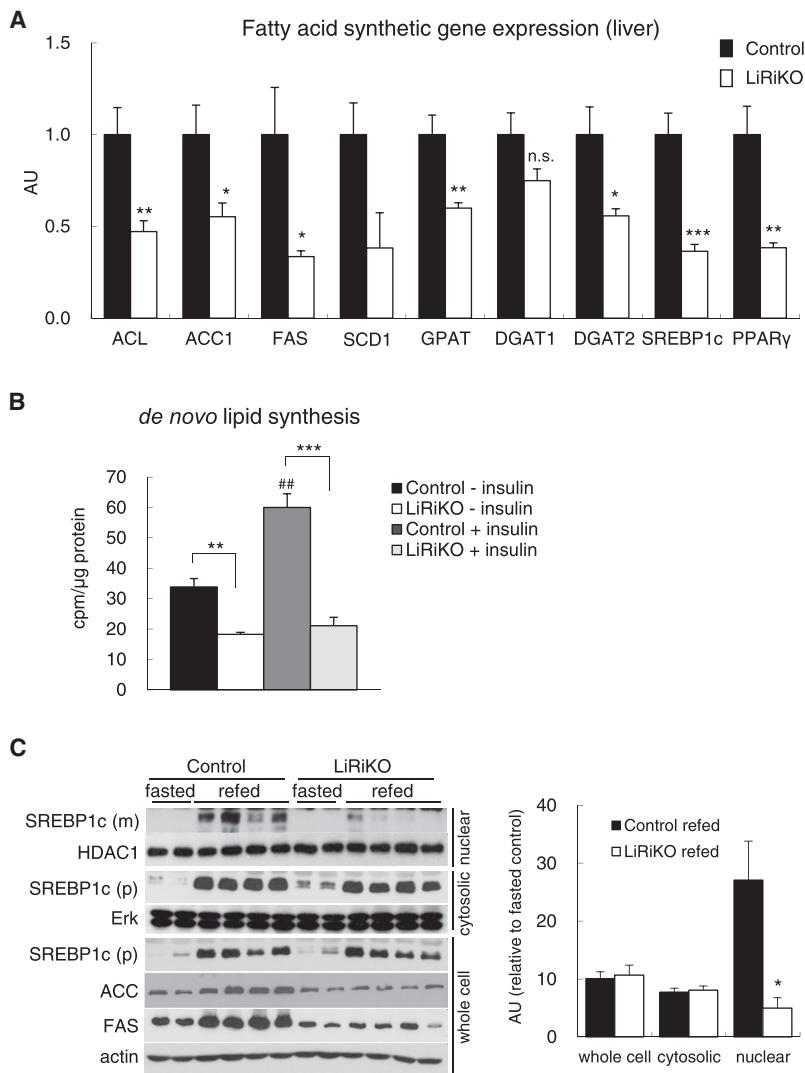 A
Fatty acid synthetic gene expression (liver)
Control
LiRiKO
AU
1.5
1.0
0.5
0.0
** * * ** n.s. * *** **
ACL ACC1 FAS SCD1 GPAT DGAT1 DGAT2 SREBP1c PPARγ
B
de novo lipid synthesis
cpm/µg protein
70
60
50
40
30
20
10
0
**
##
***
Control - insulin
LiRiKO - insulin
Control + insulin
LiRiKO + insulin
C
Control LiRiKO
fasted refed fasted refed
SREBP1c (m)
HDAC1
nuclear
SREBP1c (p)
Erk
cytosolic
SREBP1c (p)
ACC
FAS
actin
whole cell
AU (relative to fasted control)
40
30
20
10
0
Control refed
LiRiKO refed
*
whole cell cytosolic nuclear